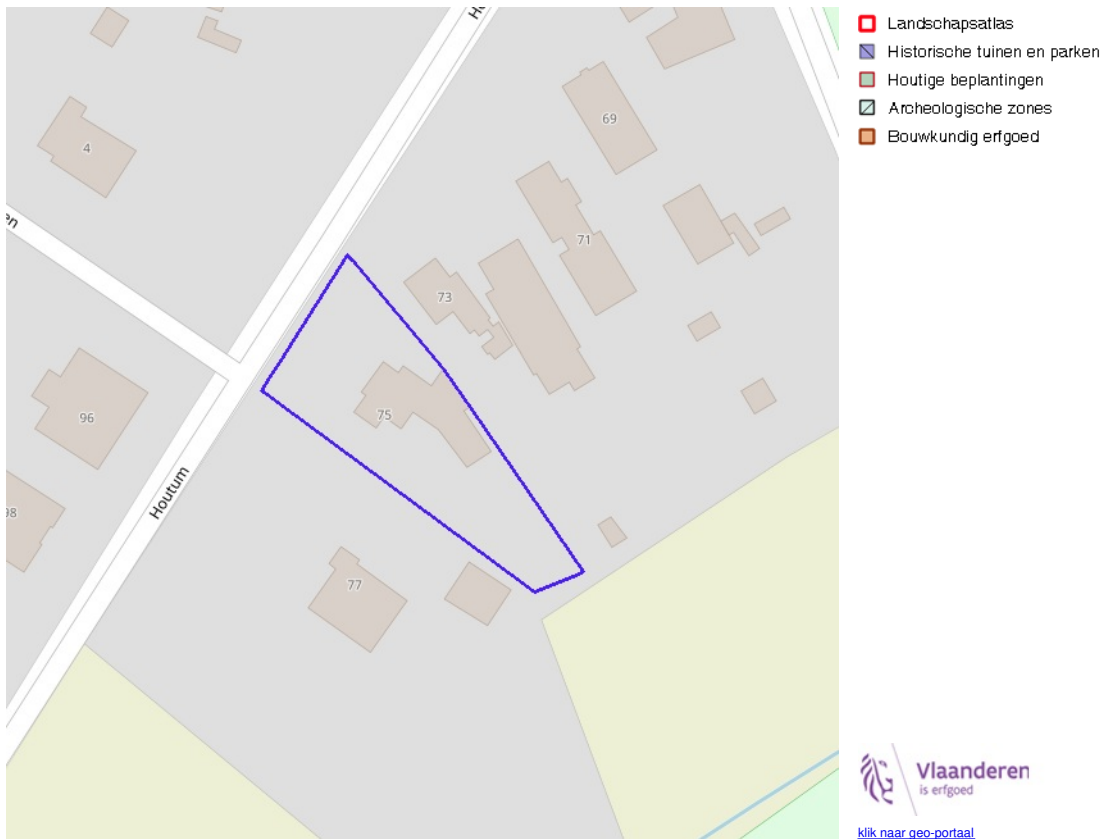 Landschapsatlas
Historische tuinen en parken
Houtige beplantingen
Archeologische zones
Bouwkundig erfgoed
69
4
71
73
75
96
Houtum
98
77
Vlaanderen
is erfgoed
klik naar geo-portaal